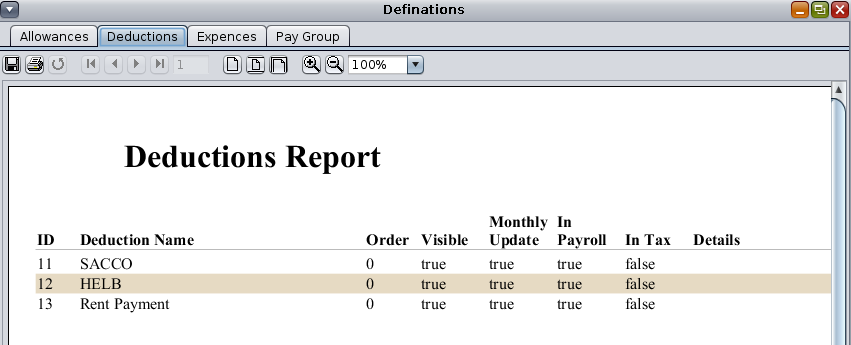 Definations
Allowances Deductions Expences Pay Group
1 100%
Deductions Report
Monthly In
ID Deduction Name Order Visible Update Payroll In Tax Details
11 SACCO 0 true true true false
12 HELB 0 true true true false
13 Rent Payment 0 true true true false